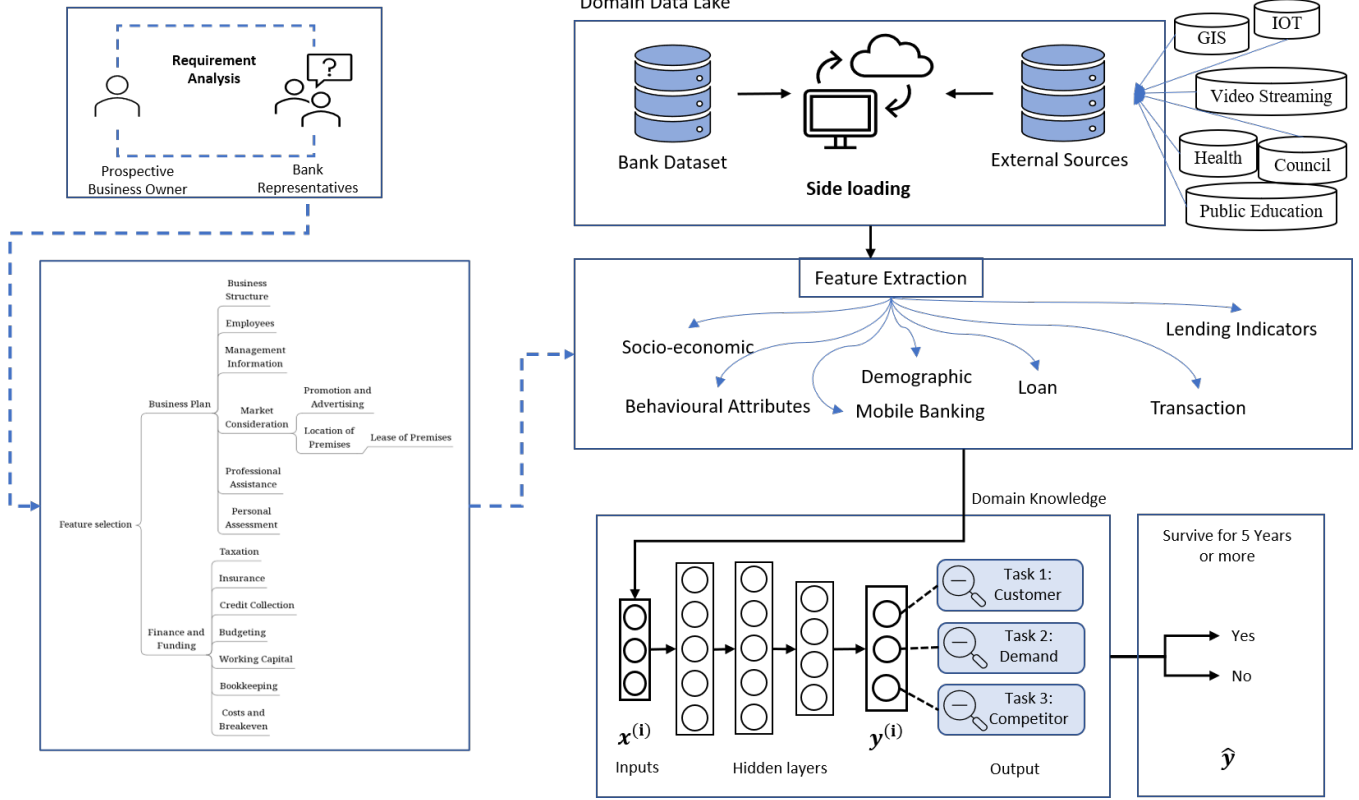 Requirement
Analysis
?
Prospective
Business Owner
Bank
Representatives
Domain Data Lake
Bank Dataset
Side loading
External Sources
GIS
IOT
Video Streaming
Health
Council
Public Education
Feature selection
Business Plan
Business
Structure
Employees
Management
Information
Market
Consideration
Promotion and
Advertising
Location of
Premises
Lease of Premises
Professional
Assistance
Personal
Assessment
Finance and
Funding
Taxation
Insurance
Credit Collection
Budgeting
Working Capital
Bookkeeping
Costs and
Breakeven
Feature Extraction
Socio-economic
Behavioural Attributes
Demographic
Mobile Banking
Loan
Transaction
Lending Indicators
Domain Knowledge
x(i)
Inputs
Hidden layers
y(i)
Task 1:
Customer
Task 2:
Demand
Task 3:
Competitor
Output
Survive for 5 Years
or more
Yes
No
ŷ